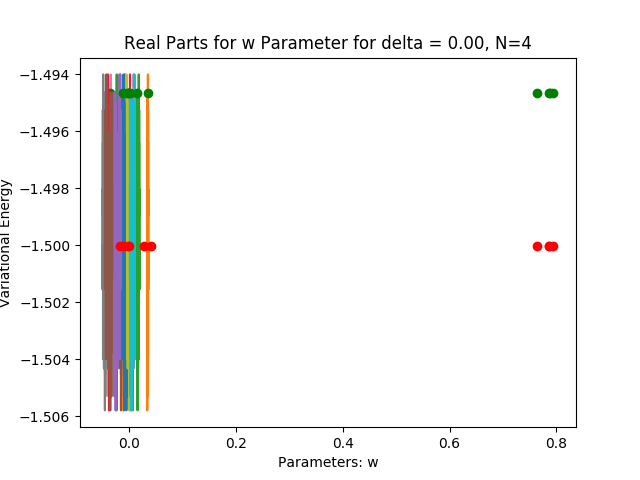 Real Parts for w Parameter for delta = 0.00, N=4
−1.494
−1.496
−1.498
−1.500
−1.502
−1.504
−1.506
Variational Energy
0.0 0.2 0.4 0.6 0.8
Parameters: w